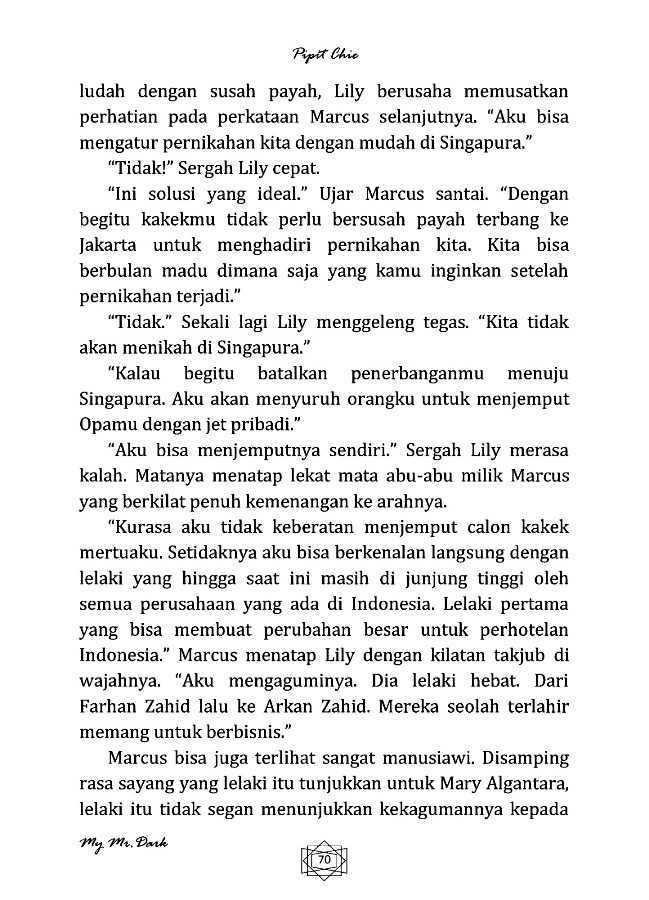 Pipit Chie
ludah dengan susah payah, Lily berusaha memusatkan
perhatian pada perkataan Marcus selanjutnya. “Aku bisa
mengatur pernikahan kita dengan mudah di Singapura.”
“Tidak!” Sergah Lily cepat.
“Ini solusi yang ideal.” Ujar Marcus santai. “Dengan
begitu kakekmu tidak perlu bersusah payah terbang ke
Jakarta untuk menghadiri pernikahan kita. Kita bisa
berbulan madu dimana saja yang kamu inginkan setelah
pernikahan terjadi.”
“Tidak.” Sekali lagi Lily menggeleng tegas. “Kita tidak
akan menikah di Singapura.”
“Kalau begitu batalkan penerbanganmu menuju
Singapura. Aku akan menyuruh orangku untuk menjemput
Opamu dengan jet pribadi.”
“Aku bisa menjemputnya sendiri.” Sergah Lily merasa
kalah. Matanya menatap lekat mata abu-abu milik Marcus
yang berkilat penuh kemenangan ke arahnya.
“Kurasa aku tidak keberatan menjemput calon kakek
mertuaku. Setidaknya aku bisa berkenalan langsung dengan
lelaki yang hingga saat ini masih di junjung tinggi oleh
semua perusahaan yang ada di Indonesia. Lelaki pertama
yang bisa membuat perubahan besar untuk perhotelan
Indonesia.” Marcus menatap Lily dengan kilatan takjub di
wajahnya. “Aku mengaguminya. Dia lelaki hebat. Dari
Farhan Zahid lalu ke Arkan Zahid. Mereka seolah terlahir
memang untuk berbisnis.”
Marcus bisa juga terlihat sangat manusiawi. Disamping
rasa sayang yang lelaki itu tunjukkan untuk Mary Algantara,
lelaki itu tidak segan menunjukkan kekagumannya kepada
My Mr. Dark
70